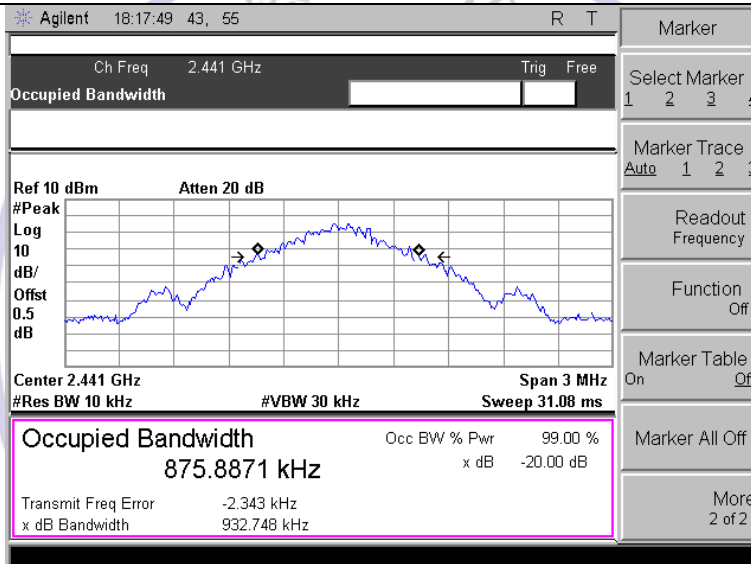 Agilent 18:17:49 43, 55 R T
Ch Freq 2.441 GHz Trig Free
Occupied Bandwidth
Ref 10 dBm Atten 20 dB
#Peak
Log
10
dB/
Offst
0.5
dB
Center 2.441 GHz Span 3 MHz
#Res BW 10 kHz #VBW 30 kHz Sweep 31.08 ms
Occupied Bandwidth Occ BW % Pwr 99.00 %
875.8871 kHz x dB -20.00 dB
Transmit Freq Error -2.343 kHz
x dB Bandwidth 932.748 kHz
Marker
Select Marker
1 2 3
Marker Trace
Auto 1 2
Readout
Frequency
Function
Off
Marker Table
On Of
Marker All Off
More
2 of 2